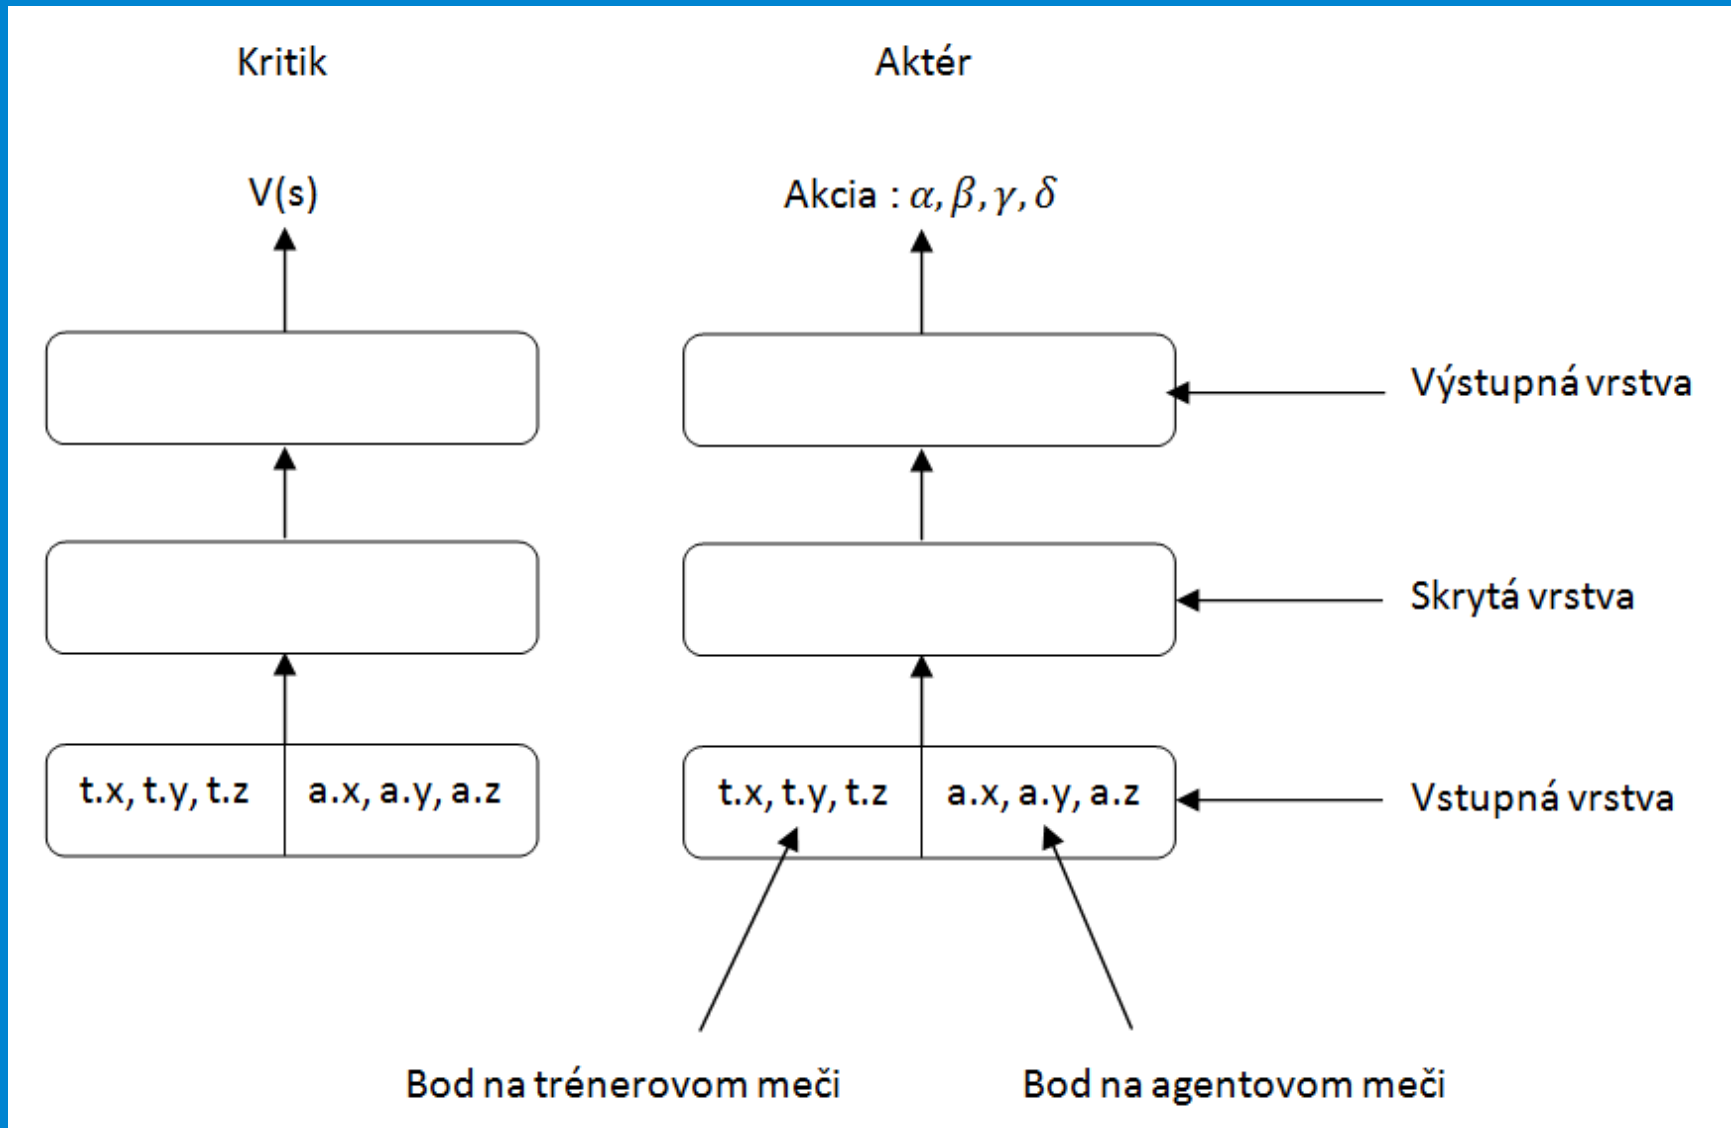 Kritik
Aktér
V(s)
Akcia : α, β, γ, δ
Výstupná vrstva
Skrytá vrstva
t.x, t.y, t.z
a.x, a.y, a.z
t.x, t.y, t.z
a.x, a.y, a.z
Vstupná vrstva
Bod na trénerovom meči
Bod na agentovom meči